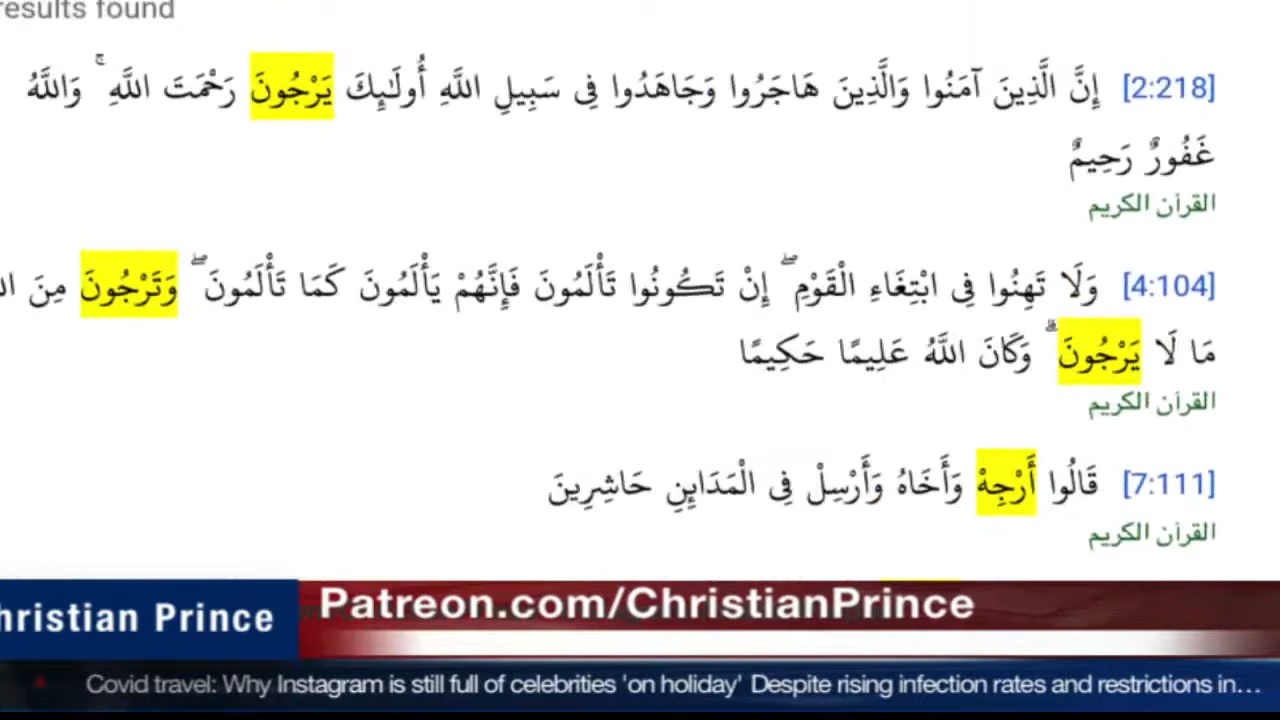 results found
[2:218] إِنَّ الَّذِينَ آمَنُوا وَالَّذِينَ هَاجَرُوا وَجَاهَدُوا فِي سَبِيلِ اللَّهِ أُولَٰئِكَ يَرْجُونَ رَحْمَتَ اللَّهِ ۚ وَاللَّهُ
غَفُورٌ رَحِيمٌ
القرآن الكريم
[4:104] وَلَا تَهِنُوا فِي ابْتِغَاءِ الْقَوْمِ ۖ إِنْ تَكُونُوا تَأْلَمُونَ فَإِنَّهُمْ يَأْلَمُونَ كَمَا تَأْلَمُونَ ۖ وَتَرْجُونَ مِنَ
مَا لَا يَرْجُونَ ۗ وَكَانَ اللَّهُ عَلِيمًا حَكِيمًا
القرآن الكريم
[7:111] قَالُوا أَرْجِهْ وَأَخَاهُ وَأَرْسِلْ فِي الْمَدَائِنِ حَاشِرِينَ
القرآن الكريم
hristian Prince
Patreon.com/ChristianPrince
Covid travel: Why Instagram is still full of celebrities 'on holiday' Despite rising infection rates and restrictions in…